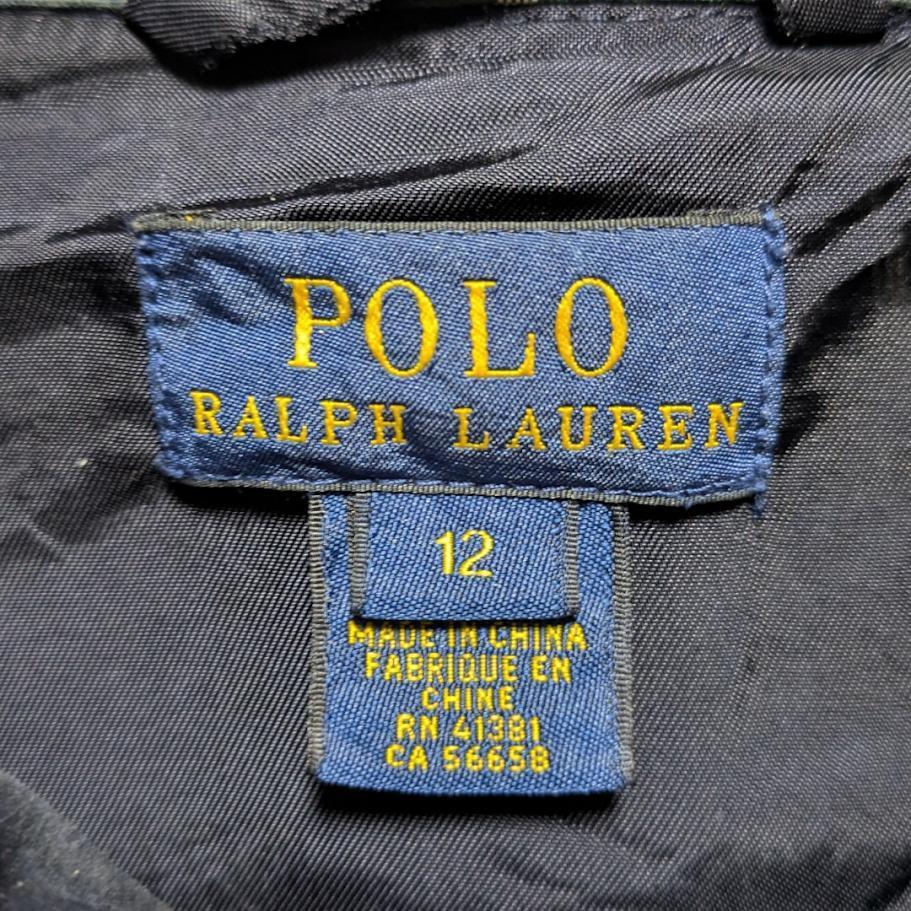 POLO
RALPH LAUREN
12
MADE IN CHINA
FABRIQUE EN
CHINE
RN 41381
CA 56658